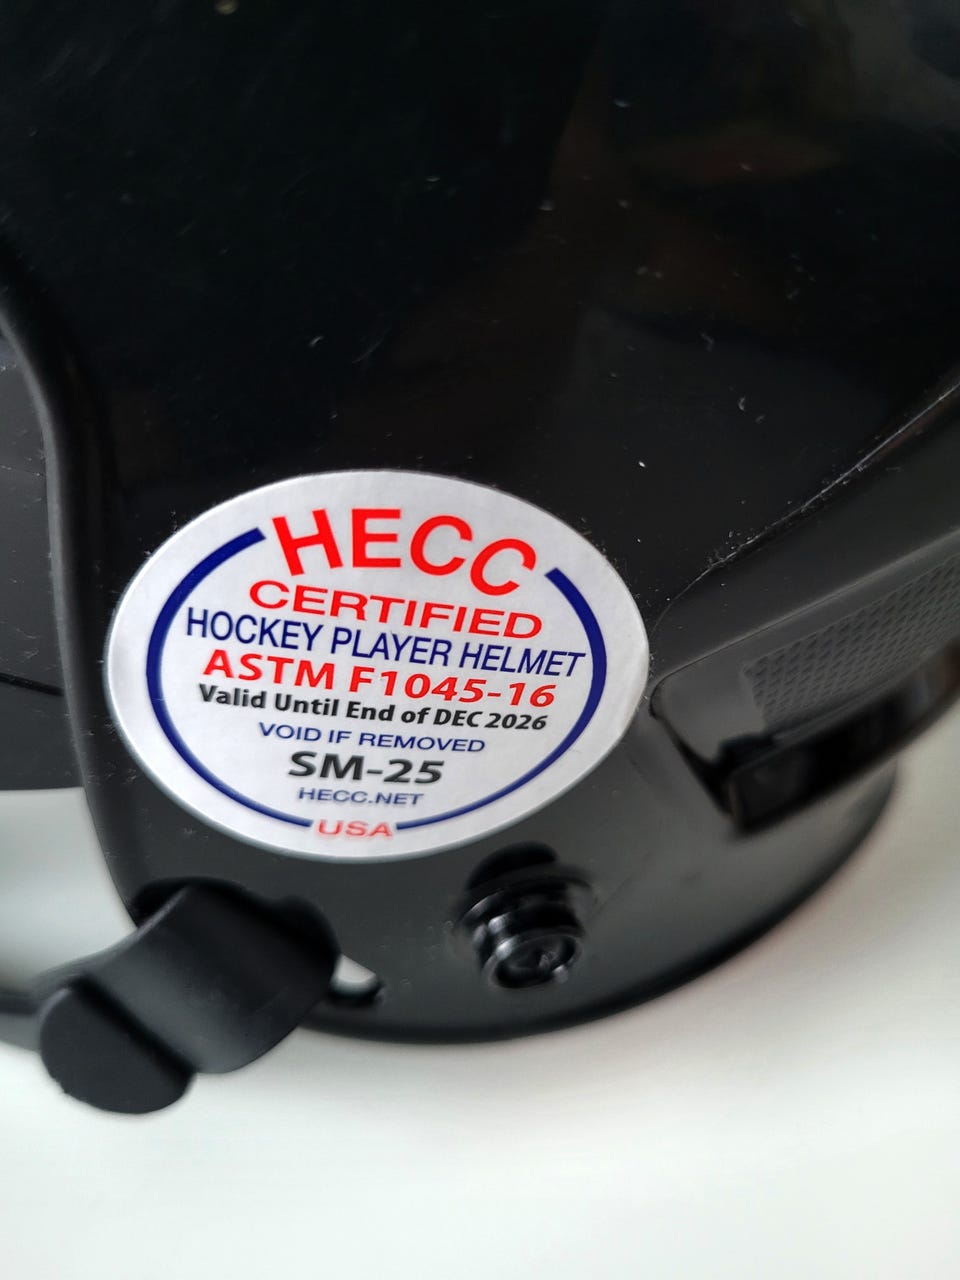 HECC
CERTIFIED
HOCKEY PLAYER HELMET
ASTM F1045-16
Valid Until End of DEC 2026
VOID IF REMOVED
SM-25
HECC.NET
USA